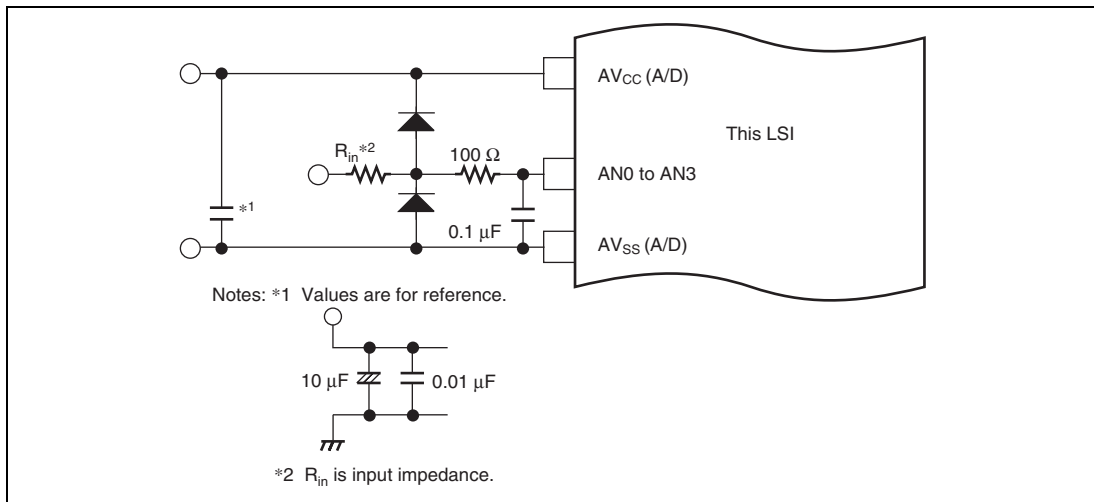 AVCC (A/D)
This LSI
Rin*2
100 Ω
AN0 to AN3
*1
0.1 μF
AVSS (A/D)
Notes: *1 Values are for reference.
10 μF
0.01 μF
*2 Rin is input impedance.